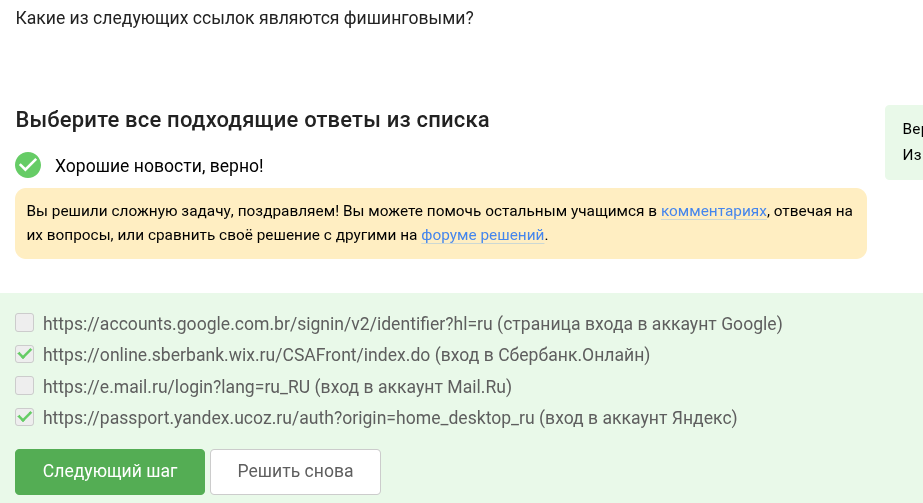 Какие из следующих ссылок являются фишинговыми?
Выберите все подходящие ответы из списка
Вер
Хорошие новости, верно!
Из
Вы решили сложную задачу, поздравляем! Вы можете помочь остальным учащимся в комментариях, отвечая на
их вопросы, или сравнить своё решение с другими на форуме решений.
https://accounts.google.com.br/signin/v2/identifier?hl=ru (страница входа в аккаунт Google)
https://online.sberbank.wix.ru/CSAFront/index.do (вход в Сбербанк.Онлайн)
https://e.mail.ru/login?lang=ru_RU (вход в аккаунт Mail.Ru)
https://passport.yandex.ucoz.ru/auth?origin=home_desktop_ru (вход в аккаунт Яндекс)
Следующий шаг
Решить снова